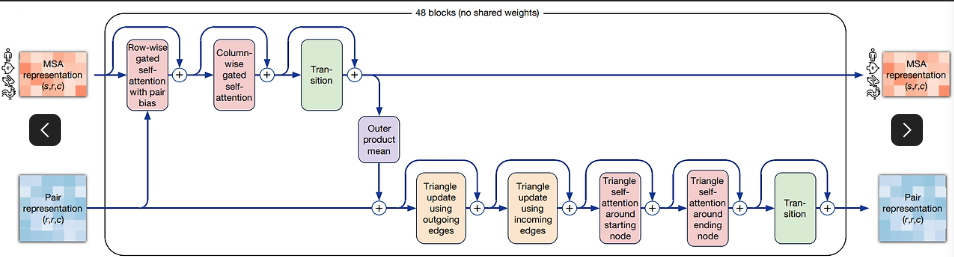 48 blocks (no shared weights)
MSA
representation
(s,r,c)
Row-wise
gated
self-
attention
with pair
bias
+
Column-
wise
gated
self-
attention
+
Tran-
sition
+
MSA
representation
(s,r,c)
Outer
product
mean
Pair
representation
(r,r,c)
+
Triangle
update
using
outgoing
edges
+
Triangle
update
using
incoming
edges
+
Triangle
self-
attention
around
starting
node
+
Triangle
self-
attention
around
ending
node
+
Tran-
sition
+
Pair
representation
(r,r,c)